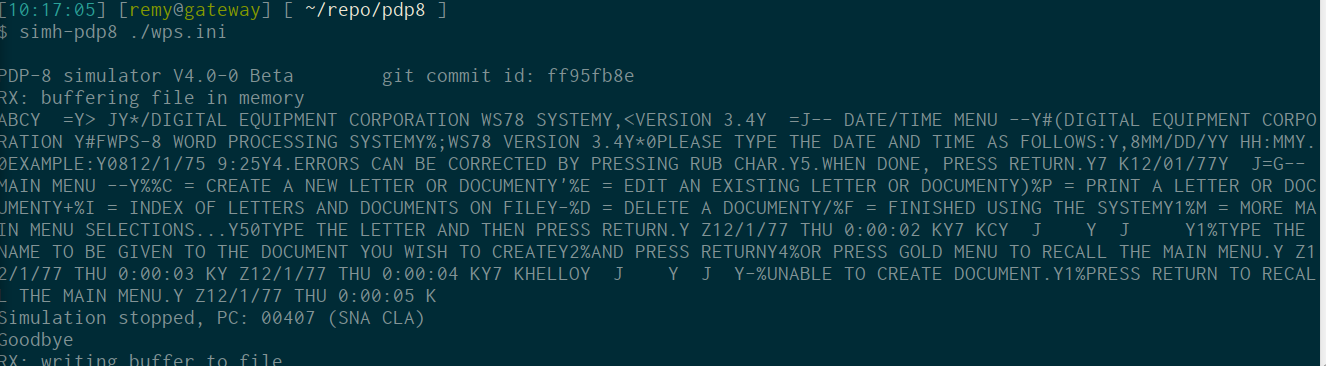 [10:17:05] [remy@gateway] [ ~/repo/pdp8 ]
$ simh-pdp8 ./wps.ini
PDP-8 simulator V4.0-0 Beta        git commit id: ff95fb8e
RX: buffering file in memory
ABCY  =Y> JY*/DIGITAL EQUIPMENT CORPORATION WS78 SYSTEMY,<VERSION 3.4Y  =J-- DATE/TIME MENU --Y#(DIGITAL EQUIPMENT CORPO
RATION Y#FWPS-8 WORD PROCESSING SYSTEMY%;WS78 VERSION 3.4Y*0PLEASE TYPE THE DATE AND TIME AS FOLLOWS:Y,8MM/DD/YY HH:MMY.
0EXAMPLE:Y0812/1/75 9:25Y4.ERRORS CAN BE CORRECTED BY PRESSING RUB CHAR.Y5.WHEN DONE, PRESS RETURN.Y7 K12/01/77Y  J=G--
MAIN MENU --Y%%C = CREATE A NEW LETTER OR DOCUMENTY'%E = EDIT AN EXISTING LETTER OR DOCUMENTY)%P = PRINT A LETTER OR DOC
UMENTY+%I = INDEX OF LETTERS AND DOCUMENTS ON FILEY-%D = DELETE A DOCUMENTY/%F = FINISHED USING THE SYSTEMY1%M = MORE MA
IN MENU SELECTIONS...Y50TYPE THE LETTER AND THEN PRESS RETURN.Y Z12/1/77 THU 0:00:02 KY7 KCY  J    Y  J     Y1%TYPE THE
NAME TO BE GIVEN TO THE DOCUMENT YOU WISH TO CREATEY2%AND PRESS RETURNY4%OR PRESS GOLD MENU TO RECALL THE MAIN MENU.Y Z1
2/1/77 THU 0:00:03 KY Z12/1/77 THU 0:00:04 KY7 KHELLOY  J    Y  J  Y-%UNABLE TO CREATE DOCUMENT.Y1%PRESS RETURN TO RECAL
L THE MAIN MENU.Y Z12/1/77 THU 0:00:05 K
Simulation stopped, PC: 00407 (SNA CLA)
Goodbye
RX: writing buffer to file